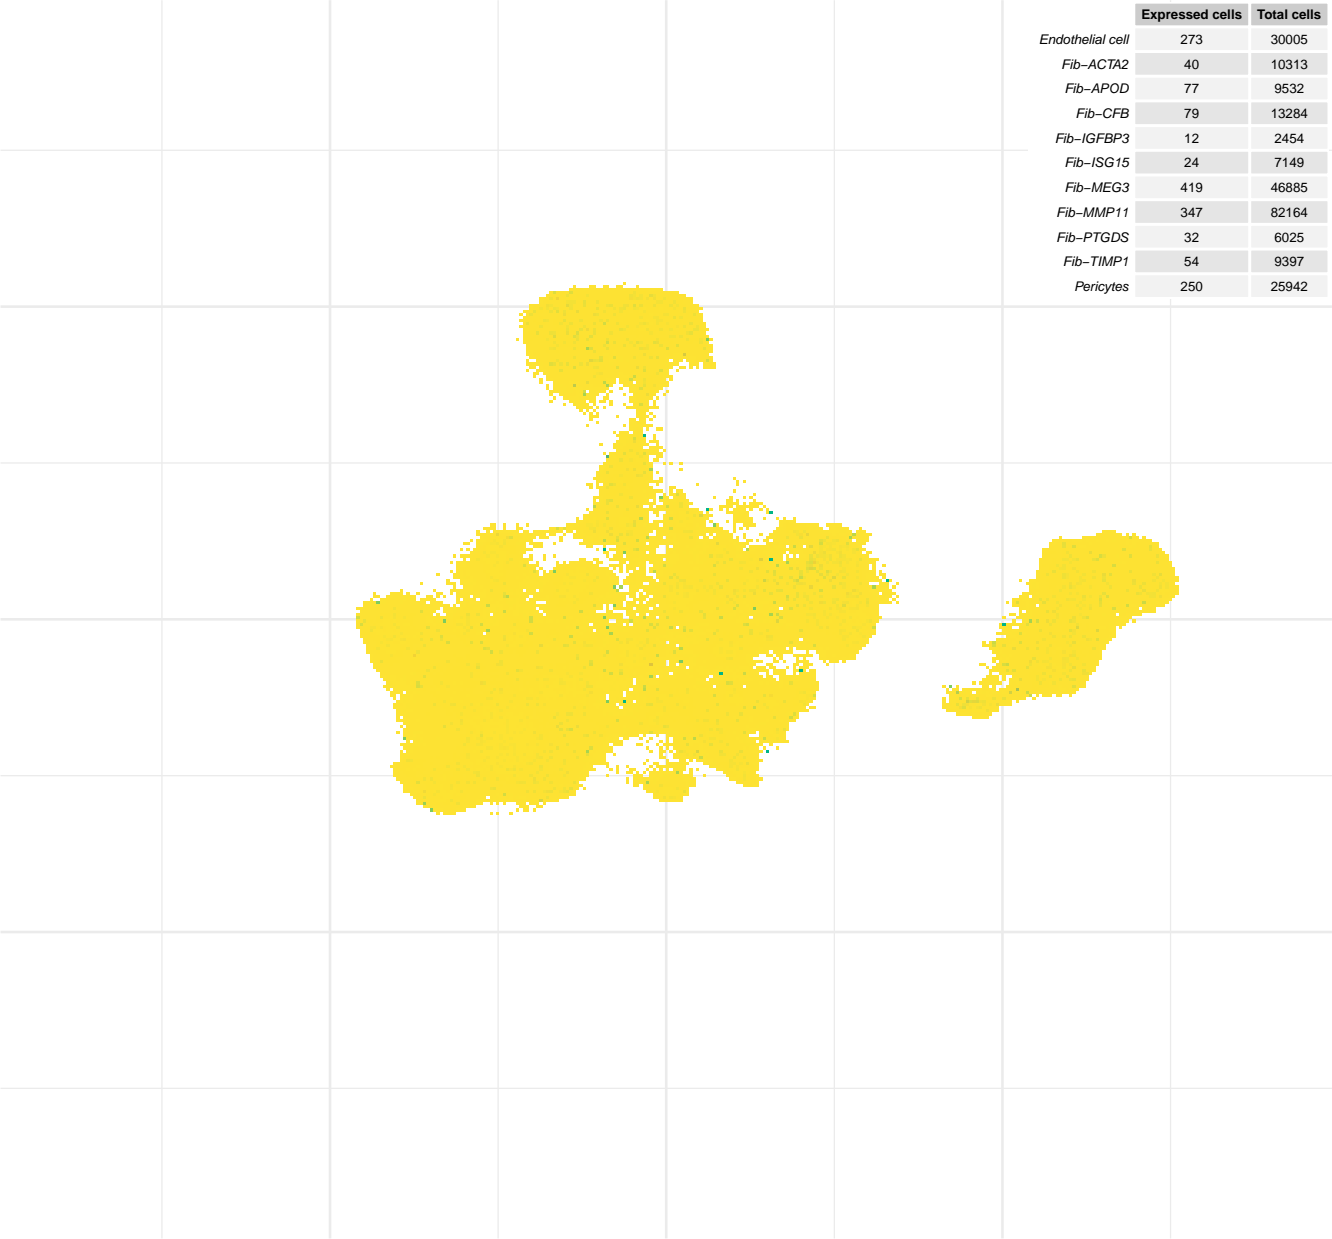 Expressed cells Total cells
Endothelial cell 273 30005
Fib−ACTA2 40 10313
Fib−APOD 77 9532
Fib−CFB 79 13284
Fib−IGFBP3 12 2454
Fib−ISG15 24 7149
Fib−MEG3 419 46885
Fib−MMP11 347 82164
Fib−PTGDS 32 6025
Fib−TIMP1 54 9397
Pericytes 250 25942